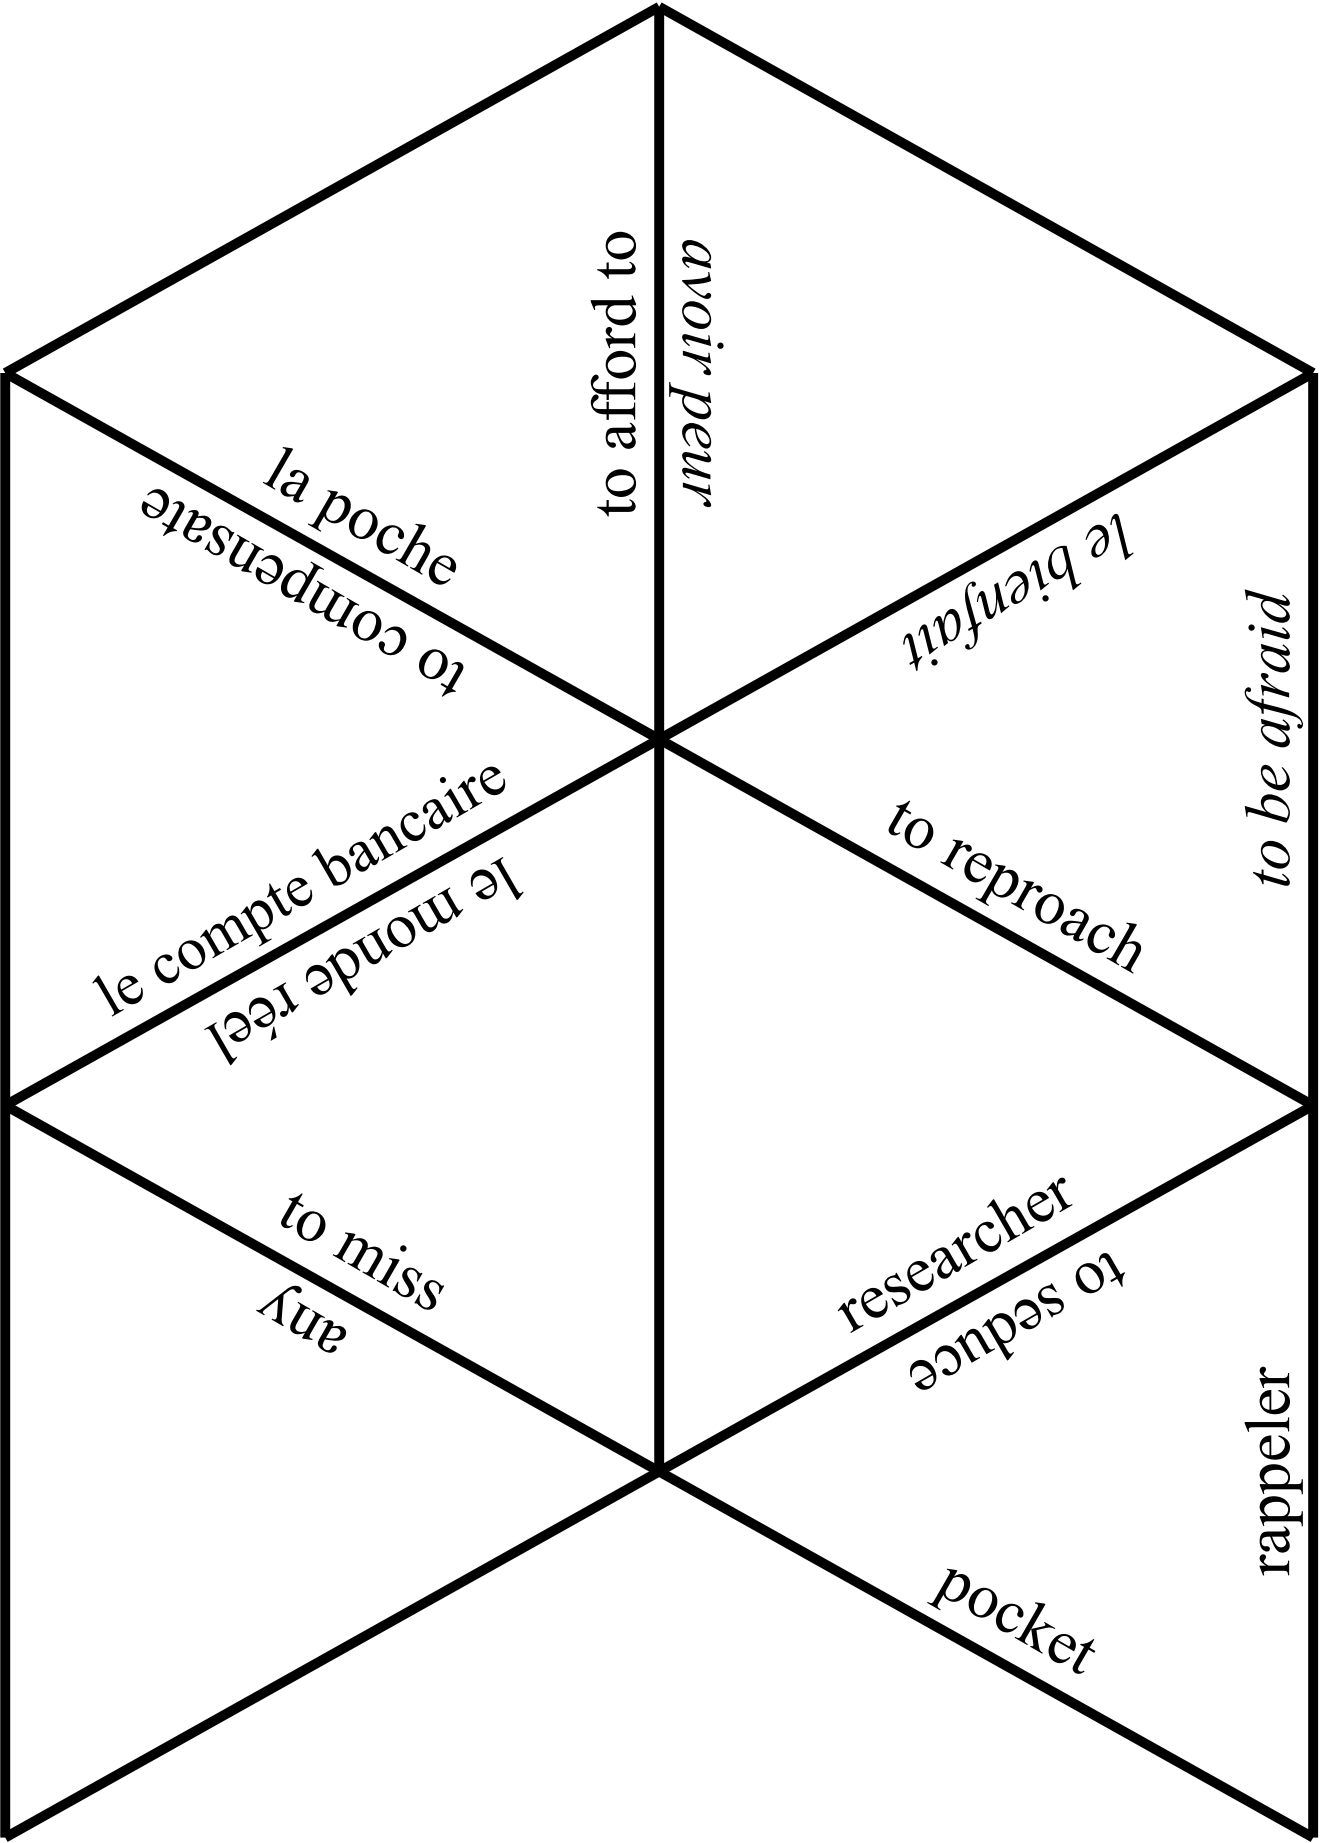 to afford to
avoir peur
la poche
to compensate
le bienfait
to be afraid
le compte bancaire
le monde réel
to reproach
to miss
any
researcher
to seduce
rappeler
pocket